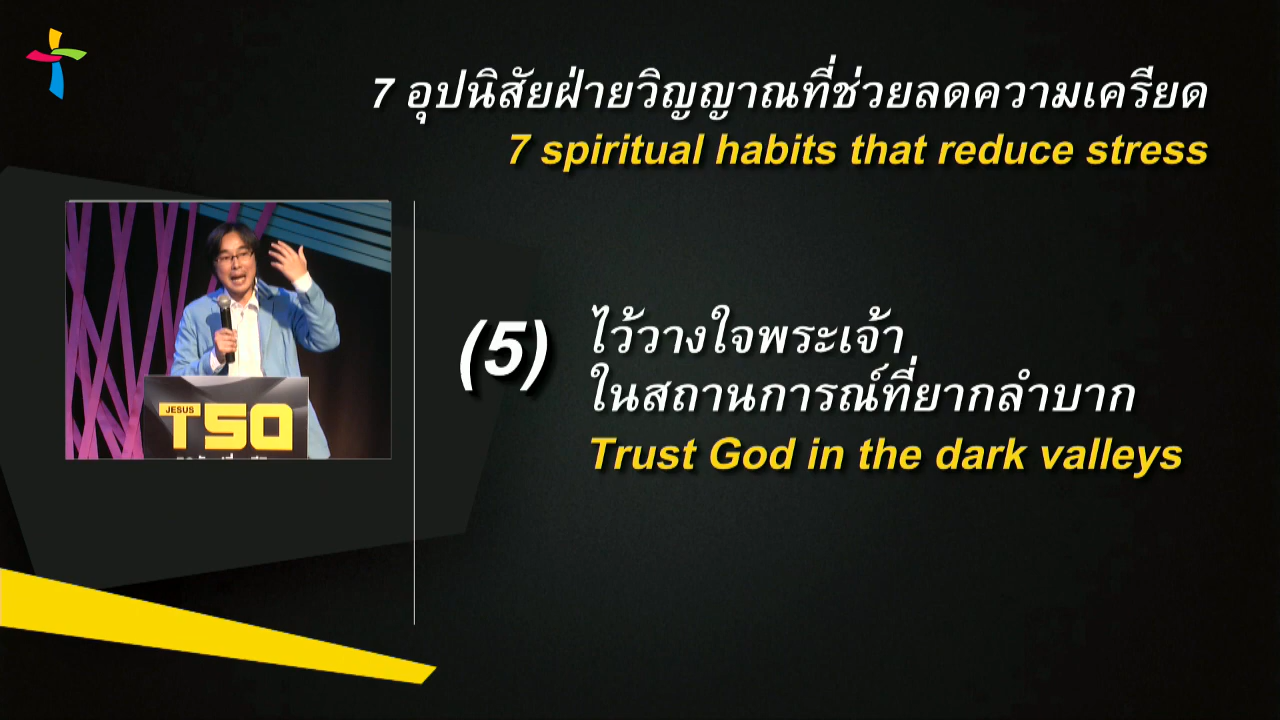 7 อุปนิสัยฝ่ายวิญญาณที่ช่วยลดความเครียด
7 spiritual habits that reduce stress
(5) ไว้วางใจพระเจ้า
ในสถานการณ์ที่ยากลำบาก
Trust God in the dark valleys
JESUS
T50